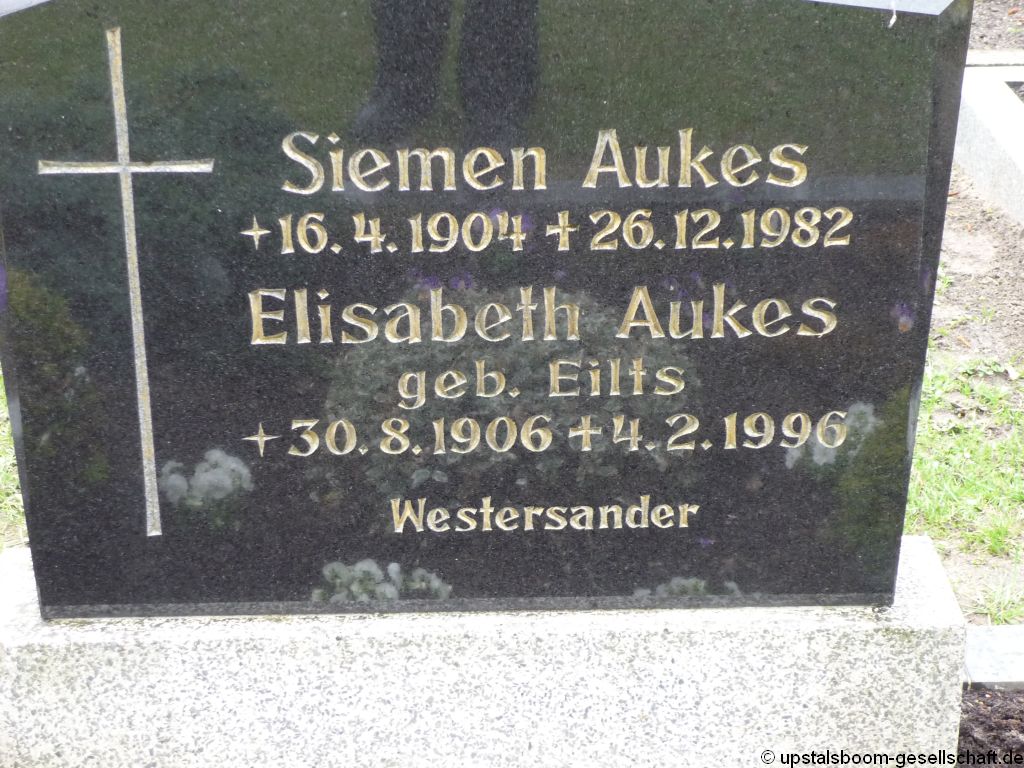 Siemen Aukes
+16.4.1904 ✝26.12.1982
Elisabeth Aukes
geb. Eilts
+30.8.1906 ✝4.2.1996
Westersander
© upstalsboom-gesellschaft.de